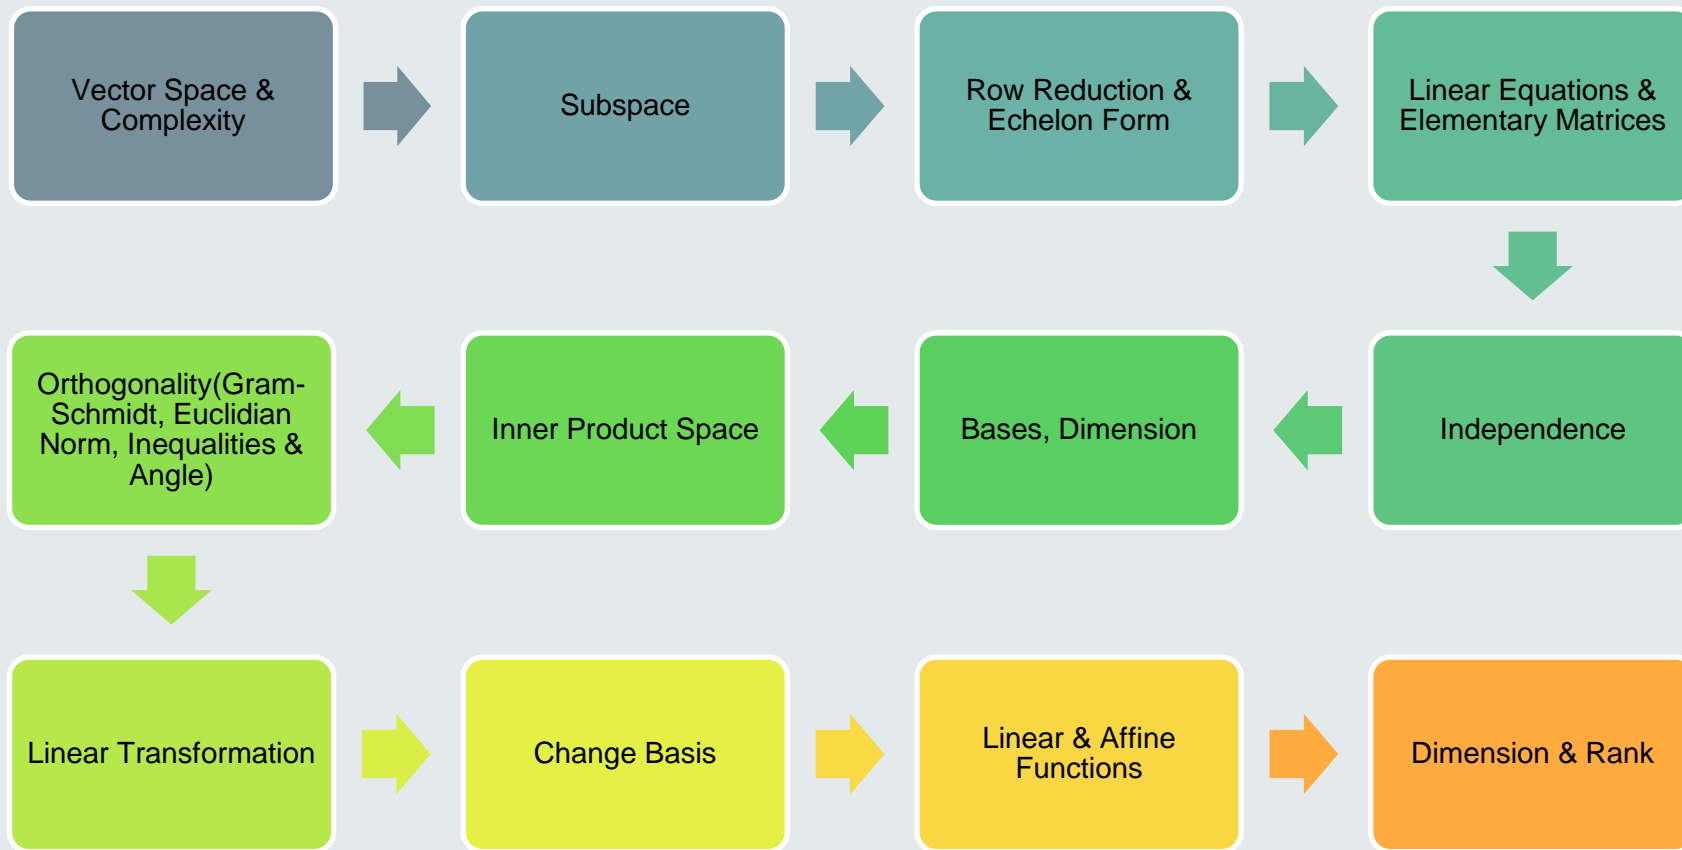 Vector Space &
Complexity
Subspace
Row Reduction &
Echelon Form
Linear Equations &
Elementary Matrices
Independence
Bases, Dimension
Inner Product Space
Orthogonality(Gram-
Schmidt, Euclidian
Norm, Inequalities &
Angle)
Linear Transformation
Change Basis
Linear & Affine
Functions
Dimension & Rank